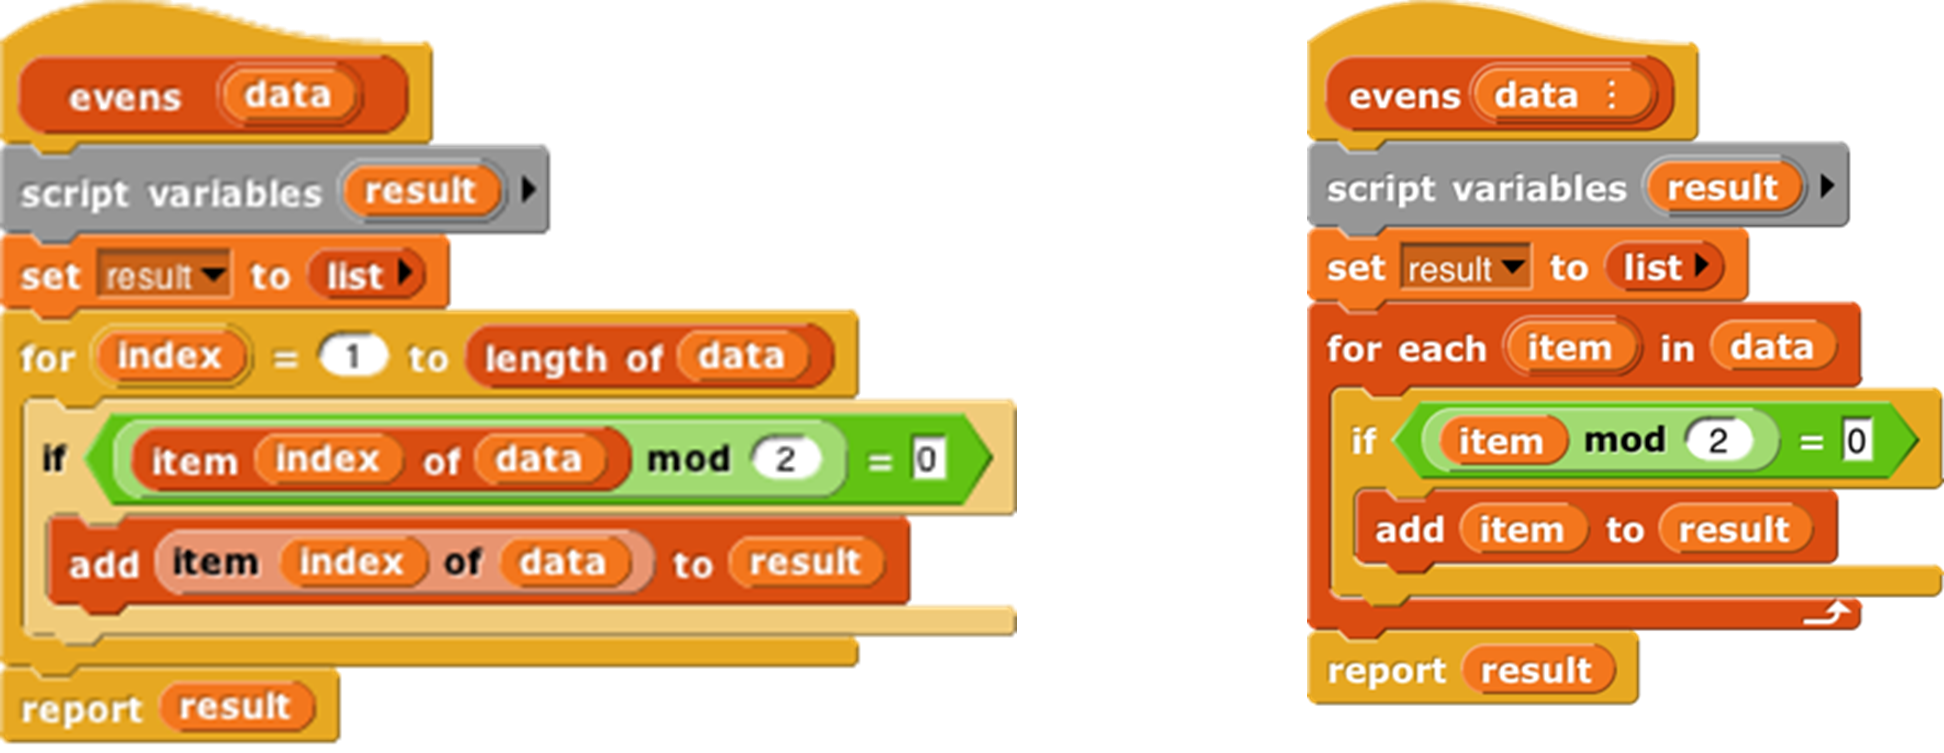 evens data
script variables result
set result to list
for index = 1 to length of data
if item index of data mod 2 = 0
add item index of data to result
report result
evens data ⋮
script variables result
set result to list
for each item in data
if item mod 2 = 0
add item to result
report result